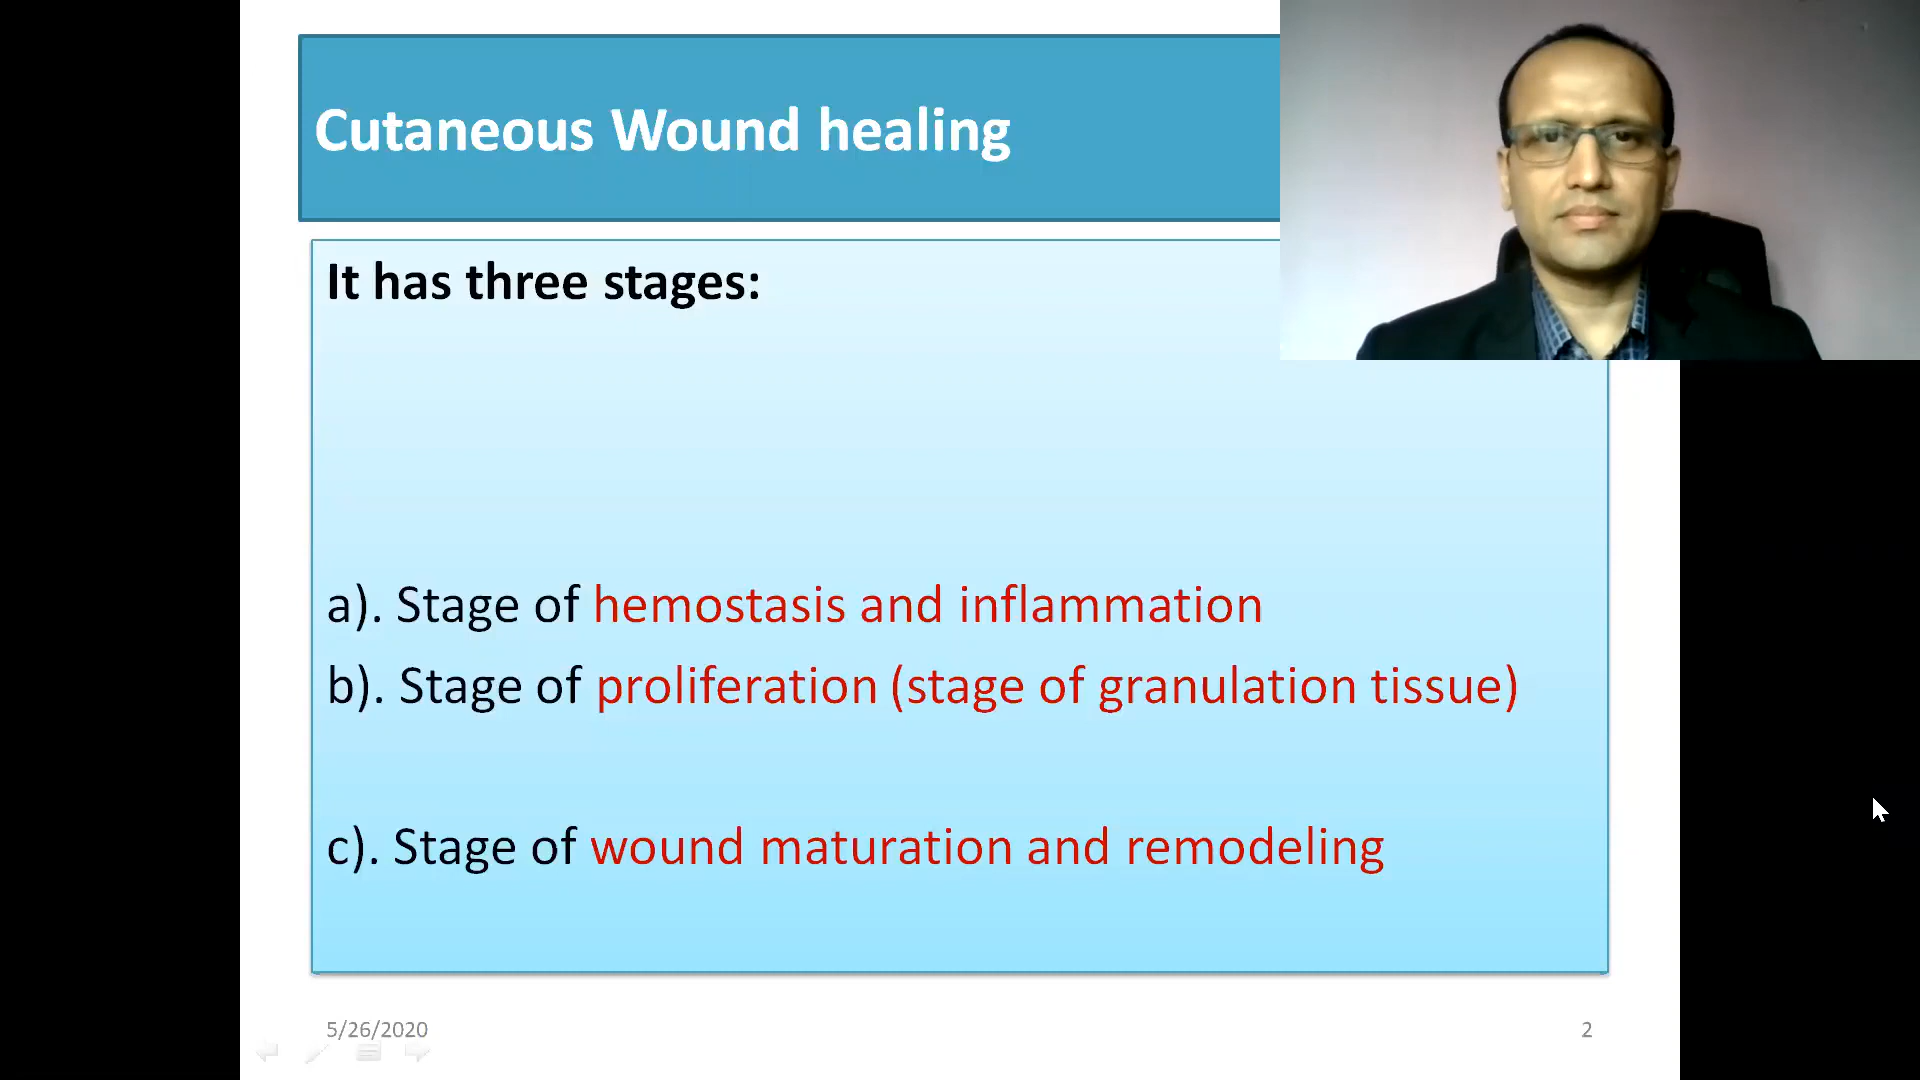 Cutaneous Wound healing
It has three stages:
a). Stage of hemostasis and inflammation
b). Stage of proliferation (stage of granulation tissue)
c). Stage of wound maturation and remodeling
5/26/2020
2